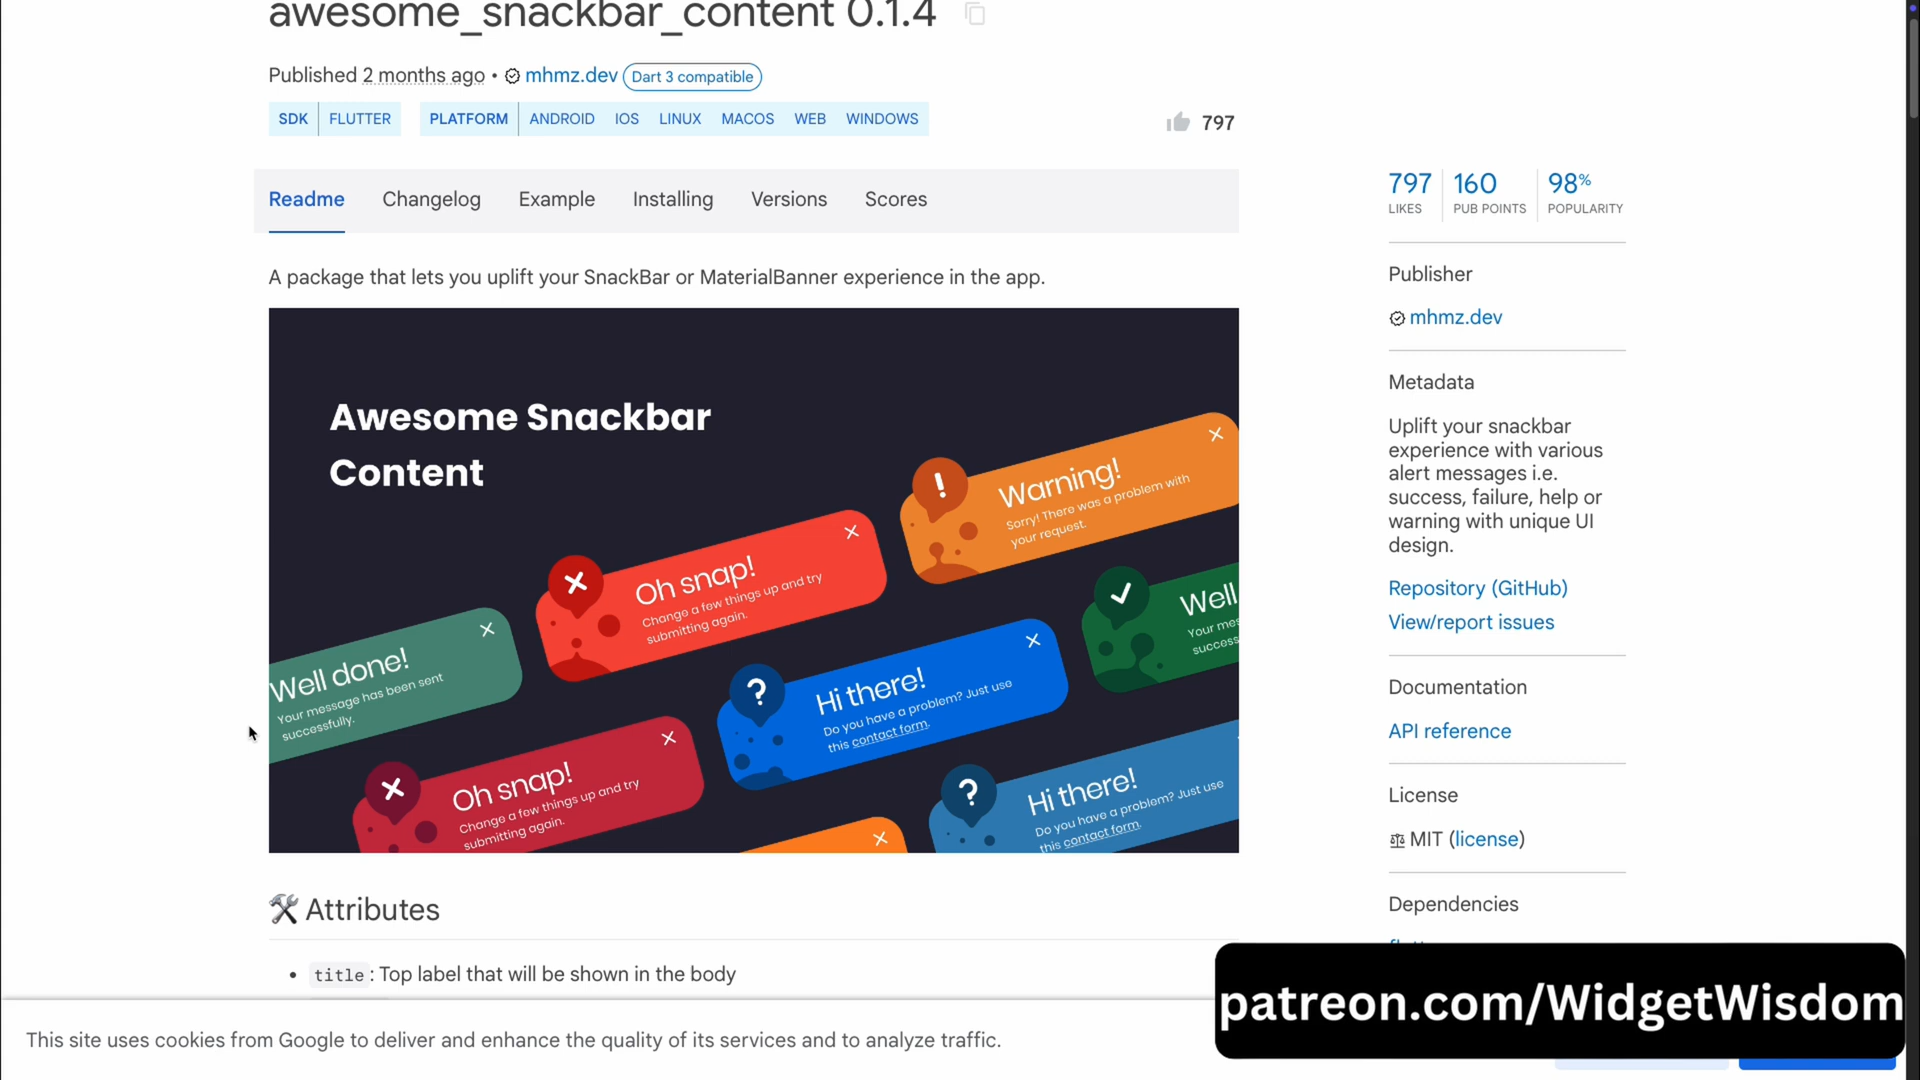 awesome_snackbar_content 0.1.4
Published 2 months ago • mhmz.dev Dart 3 compatible
SDK FLUTTER PLATFORM ANDROID IOS LINUX MACOS WEB WINDOWS
797
Readme Changelog Example Installing Versions Scores
A package that lets you uplift your SnackBar or MaterialBanner experience in the app.
Awesome Snackbar
Content
Warning!
Sorry! There was a problem with
your request.
Oh snap!
Change a few things up and try
submitting again.
Well
Your mes
success
Well done!
Your message has been sent
successfully.
Hi there!
Do you have a problem? Just use
this contact form.
Oh snap!
Change a few things up and try
submitting again.
Hi there!
Do you have a problem? Just use
this contact form.
🛠 Attributes
• title: Top label that will be shown in the body
797 160 98%
LIKES PUB POINTS POPULARITY
Publisher
mhmz.dev
Metadata
Uplift your snackbar
experience with various
alert messages i.e.
success, failure, help or
warning with unique UI
design.
Repository (GitHub)
View/report issues
Documentation
API reference
License
MIT (license)
Dependencies
This site uses cookies from Google to deliver and enhance the quality of its services and to analyze traffic.
patreon.com/WidgetWisdom